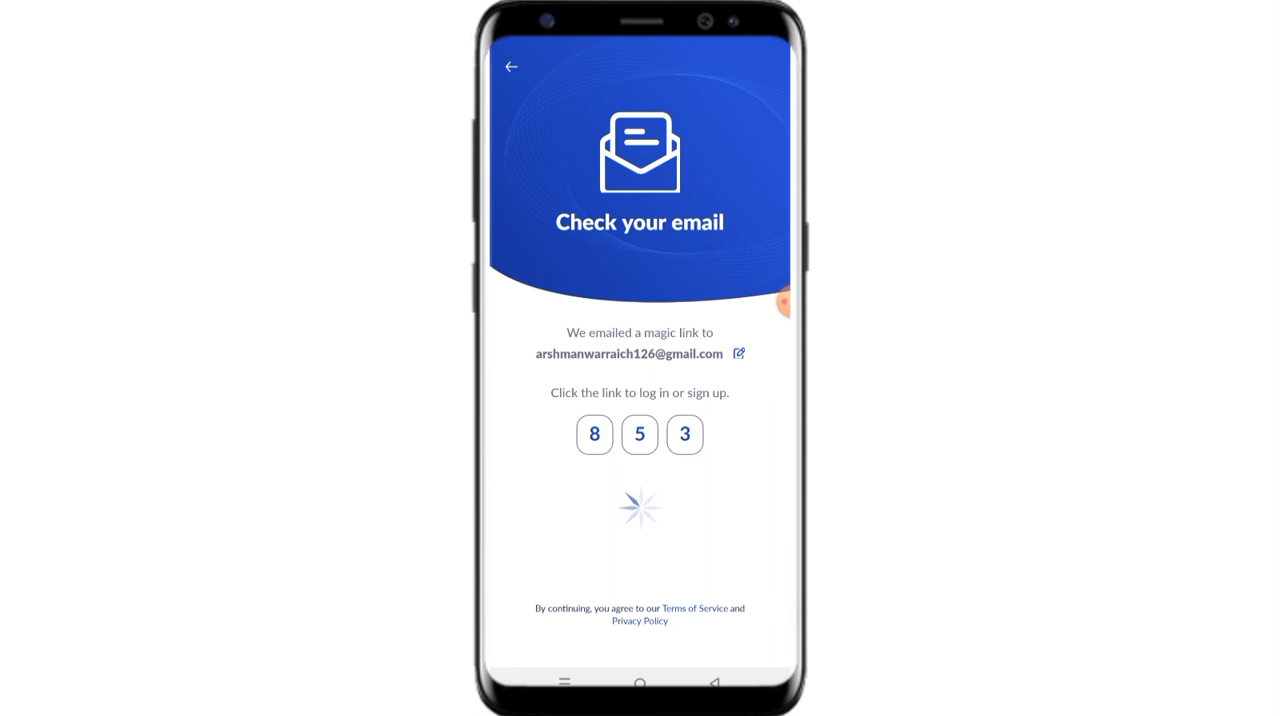 Check your email
We emailed a magic link to
arshmanwarraich126@gmail.com
Click the link to log in or sign up.
8 5 3
By continuing, you agree to our Terms of Service and
Privacy Policy